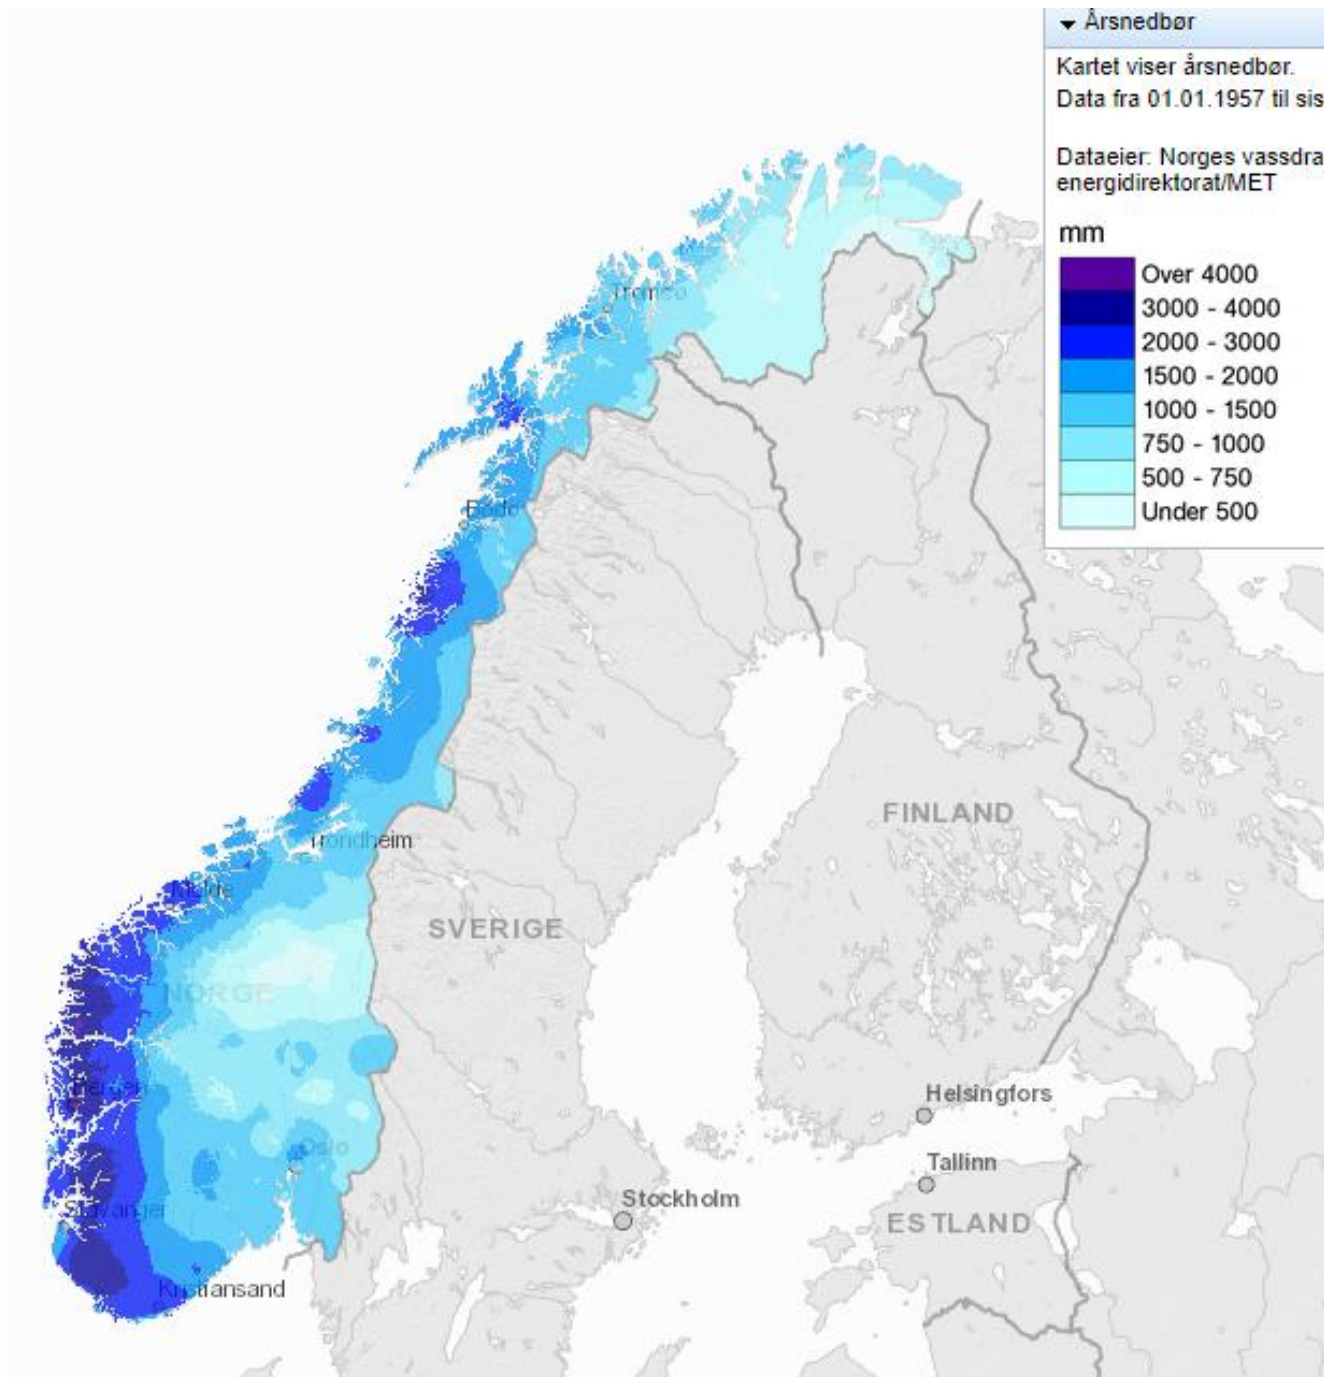 Årsnedbør
Kartet viser årsnedbør.
Data fra 01.01.1957 til sis
Dataeier: Norges vassdra
energidirektorat/MET
mm
Over 4000
3000 - 4000
2000 - 3000
1500 - 2000
1000 - 1500
750 - 1000
500 - 750
Under 500
Tromsø
Bodø
Trondheim
Molde
FINLAND
SVERIGE
NORGE
Bergen
Helsingfors
Oslo
Tallinn
Stavanger
Stockholm
ESTLAND
Kristiansand